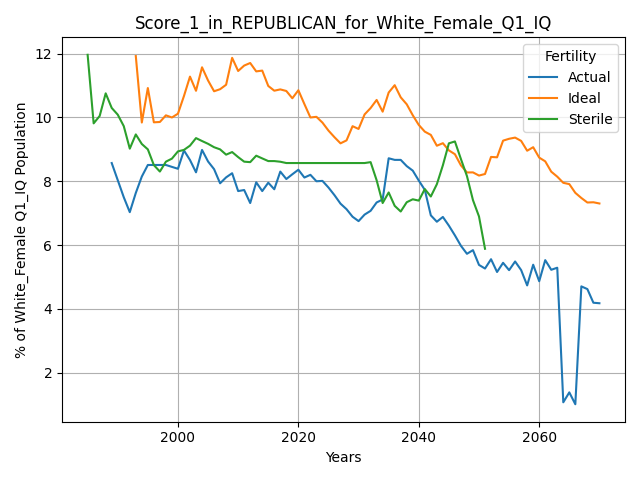 Score_1_in_REPUBLICAN_for_White_Female_Q1_IQ
Fertility
Actual
Ideal
Sterile
% of White_Female Q1_IQ Population
12
10
8
6
4
2
2000
2020
2040
2060
Years